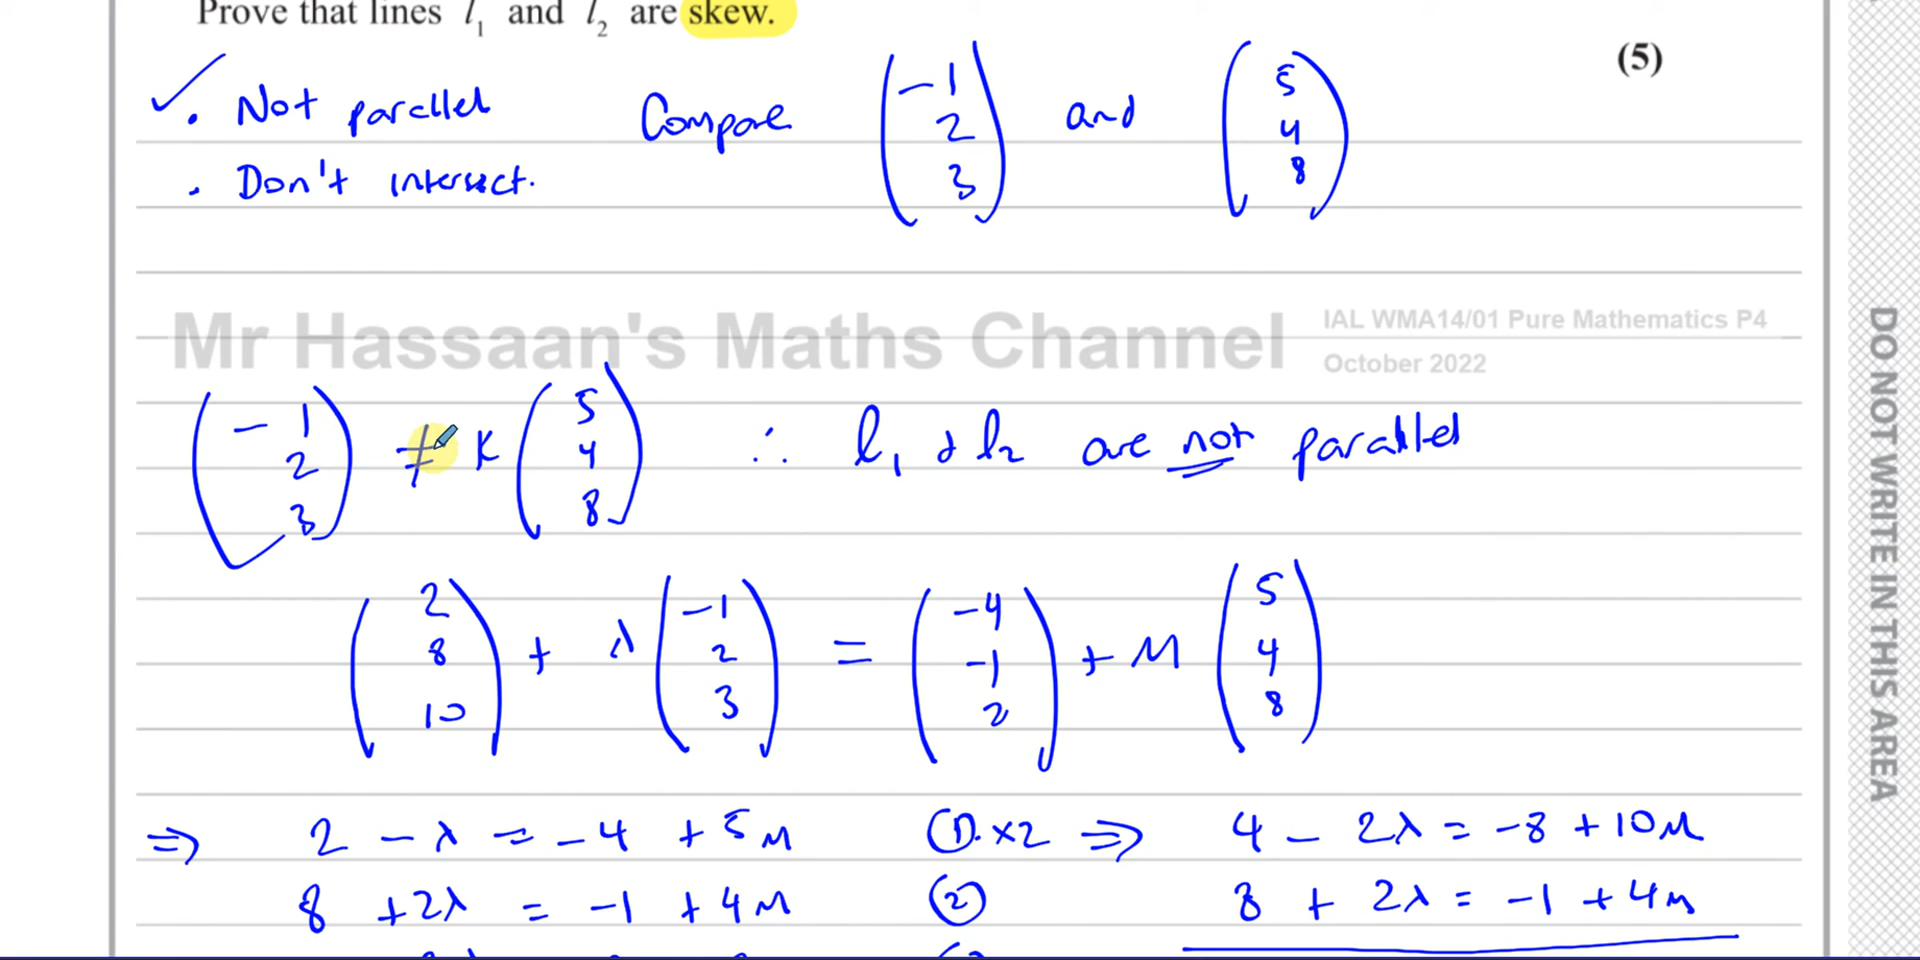 Prove that lines l₁ and l₂ are skew.
(5)
✓ • Not parallel Compare (-1 2 3) and (5 4 8)
• Don't intersect.
Mr Hassaan's Maths Channel
IAL WMA14/01 Pure Mathematics P4
October 2022
(-1 2 3) ≠ K (5 4 8) ∴ l₁ & l₂ are not parallel
(2 8 10) + λ (-1 2 3) = (-4 -1 2) + M (5 4 8)
⇒ 2 - λ = -4 + 5M ①×2 ⇒ 4 - 2λ = -8 + 10M
8 + 2λ = -1 + 4M ② 8 + 2λ = -1 + 4M
DO NOT WRITE IN THIS AREA